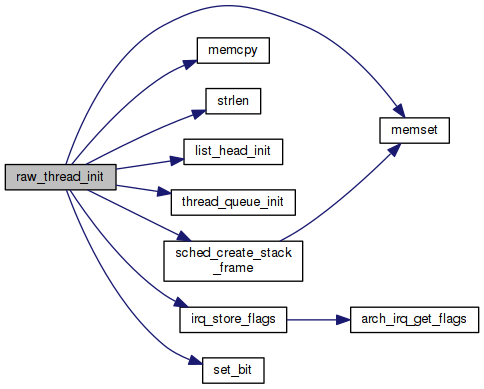 memcpy
strlen
memset
list_head_init
raw_thread_init
thread_queue_init
sched_create_stack
_frame
irq_store_flags
arch_irq_get_flags
set_bit